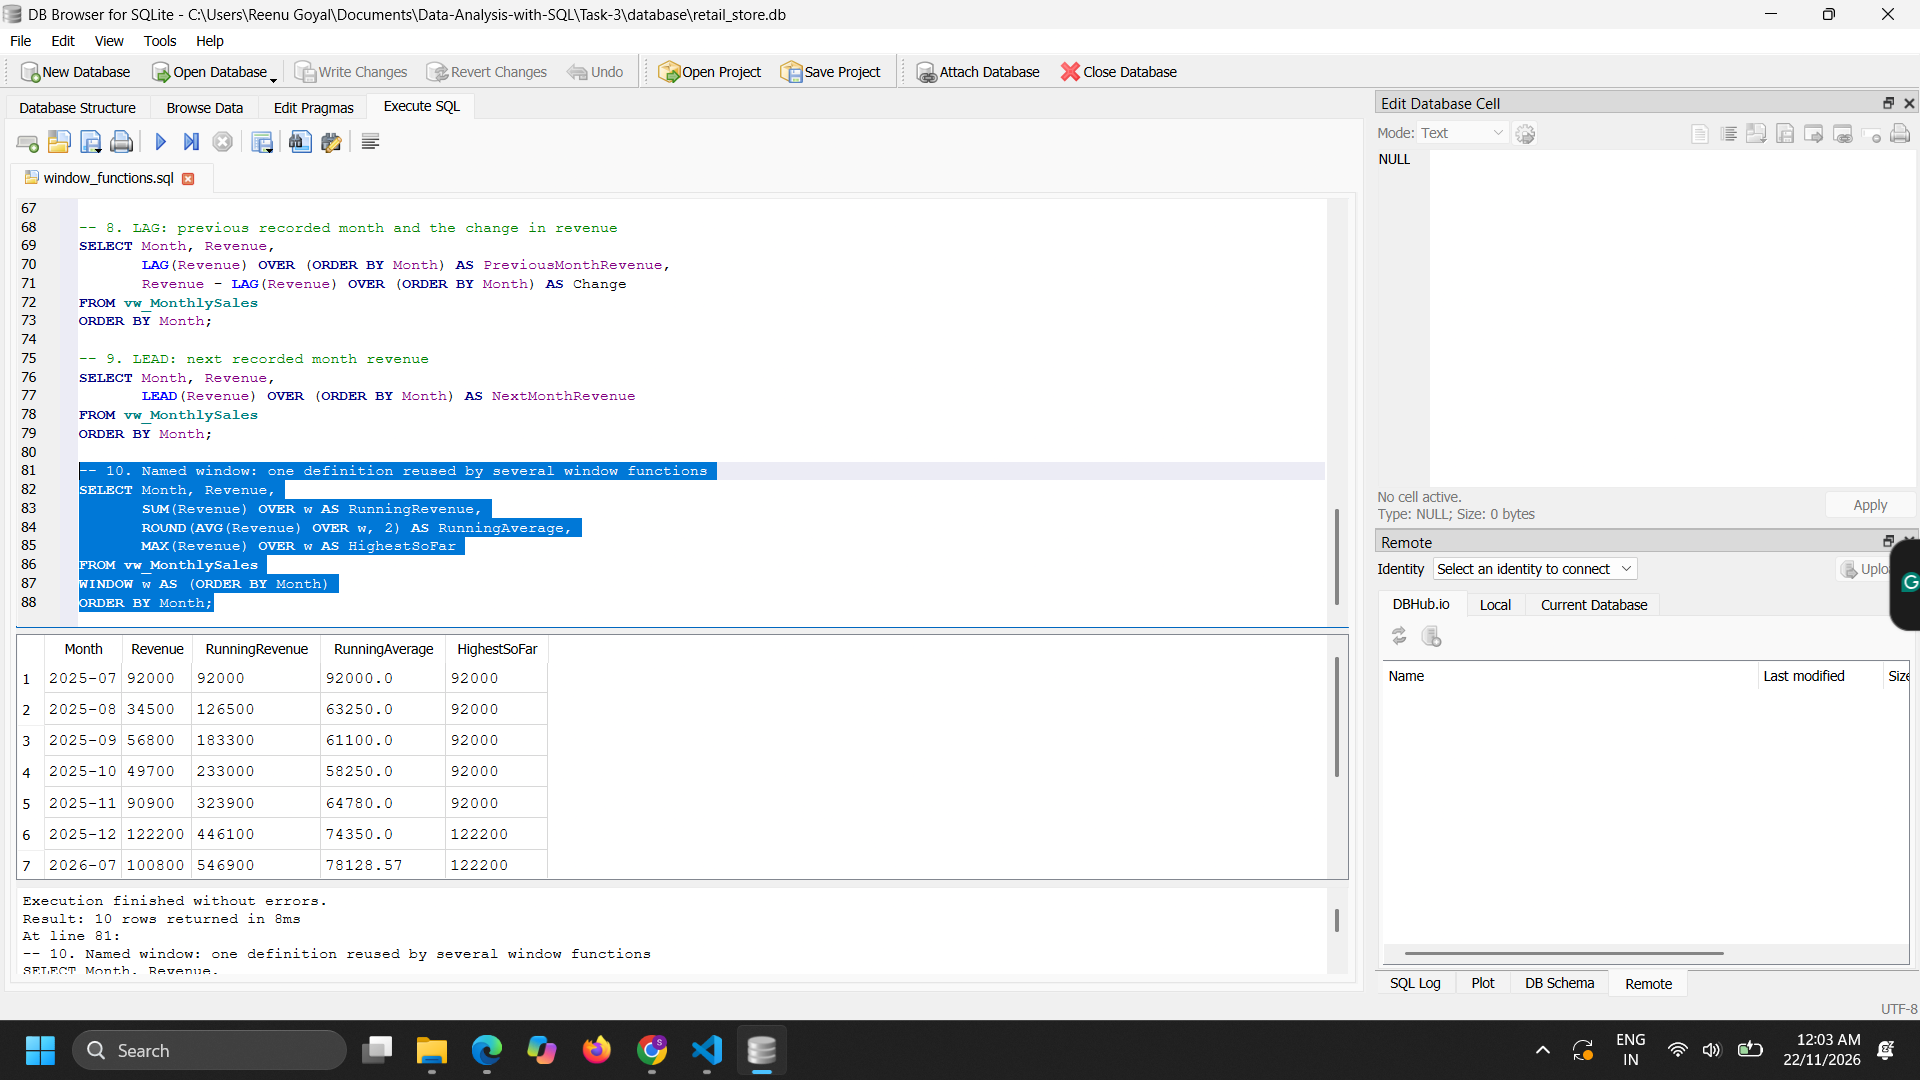 DB Browser for SQLite - C:\Users\Reenu Goyal\Documents\Data-Analysis-with-SQL\Task-3\database\retail_store.db
File Edit View Tools Help
New Database Open Database Write Changes Revert Changes Undo Open Project Save Project Attach Database Close Database
Database Structure Browse Data Edit Pragmas Execute SQL
window_functions.sql
67
68 -- 8. LAG: previous recorded month and the change in revenue
69 SELECT Month, Revenue,
70 LAG(Revenue) OVER (ORDER BY Month) AS PreviousMonthRevenue,
71 Revenue - LAG(Revenue) OVER (ORDER BY Month) AS Change
72 FROM vw_MonthlySales
73 ORDER BY Month;
74
75 -- 9. LEAD: next recorded month revenue
76 SELECT Month, Revenue,
77 LEAD(Revenue) OVER (ORDER BY Month) AS NextMonthRevenue
78 FROM vw_MonthlySales
79 ORDER BY Month;
80
81 -- 10. Named window: one definition reused by several window functions
82 SELECT Month, Revenue,
83 SUM(Revenue) OVER w AS RunningRevenue,
84 ROUND(AVG(Revenue) OVER w, 2) AS RunningAverage,
85 MAX(Revenue) OVER w AS HighestSoFar
86 FROM vw_MonthlySales
87 WINDOW w AS (ORDER BY Month)
88 ORDER BY Month;
Month Revenue RunningRevenue RunningAverage HighestSoFar
1 2025-07 92000 92000 92000.0 92000
2 2025-08 34500 126500 63250.0 92000
3 2025-09 56800 183300 61100.0 92000
4 2025-10 49700 233000 58250.0 92000
5 2025-11 90900 323900 64780.0 92000
6 2025-12 122200 446100 74350.0 122200
7 2026-07 100800 546900 78128.57 122200
Execution finished without errors.
Result: 10 rows returned in 8ms
At line 81:
-- 10. Named window: one definition reused by several window functions
SELECT Month, Revenue,
Edit Database Cell
Mode: Text
NULL
No cell active.
Type: NULL; Size: 0 bytes
Apply
Remote
Identity Select an identity to connect
DBHub.io Local Current Database
Name Last modified
SQL Log Plot DB Schema Remote
UTF-8
Search
ENG
IN
12:03 AM
22/11/2026